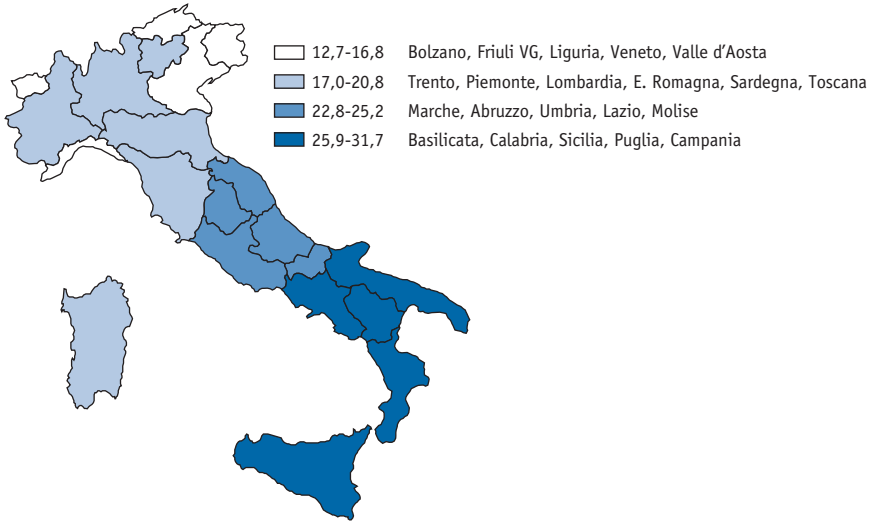 12,7-16,8 Bolzano, Friuli VG, Liguria, Veneto, Valle d'Aosta
17,0-20,8 Trento, Piemonte, Lombardia, E. Romagna, Sardegna, Toscana
22,8-25,2 Marche, Abruzzo, Umbria, Lazio, Molise
25,9-31,7 Basilicata, Calabria, Sicilia, Puglia, Campania